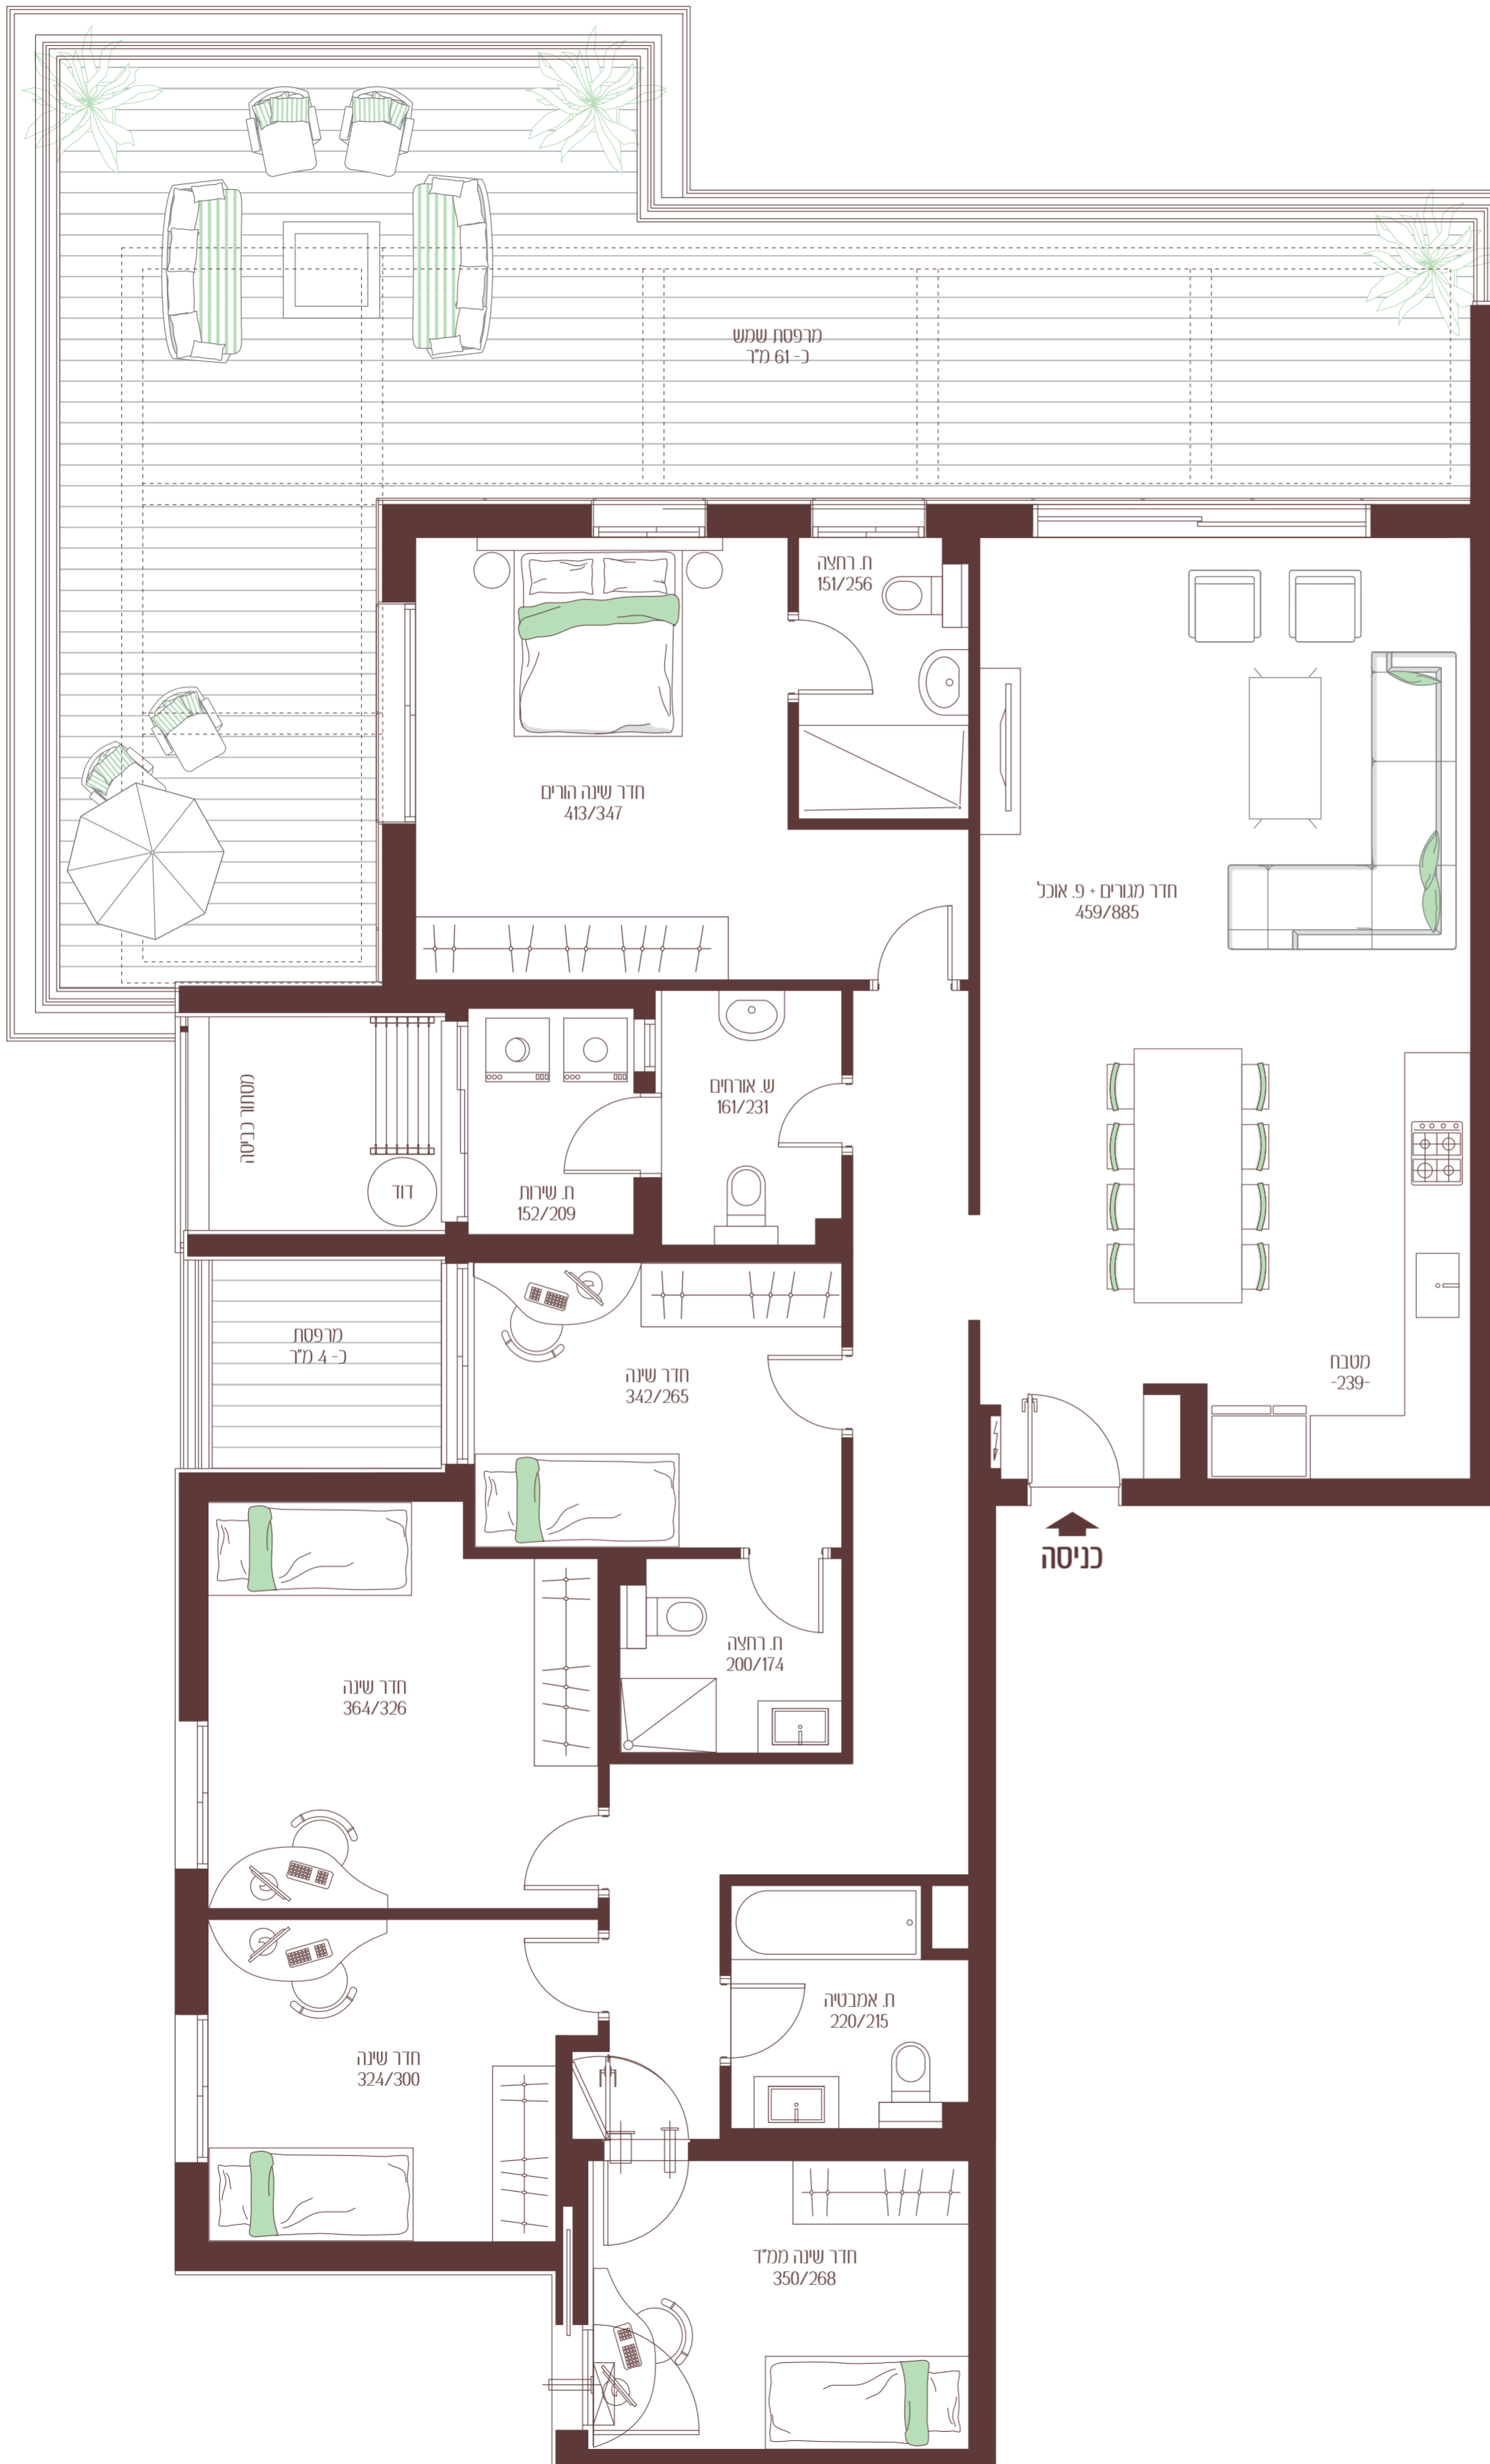 מרפסת שמש
כ- 61 מ"ר
ח. רחצה
151/256
חדר שינה הורים
413/347
חדר מגורים + פ. אוכל
459/885
ש. אורחים
161/231
מסתור כביסה
דוד
ח. שירות
152/209
מרפסת
כ- 4 מ"ר
חדר שינה
342/265
מטבח
-239-
כניסה
ח. רחצה
200/174
חדר שינה
364/326
ח. אמבטיה
220/215
חדר שינה
324/300
חדר שינה ממ"ד
350/268